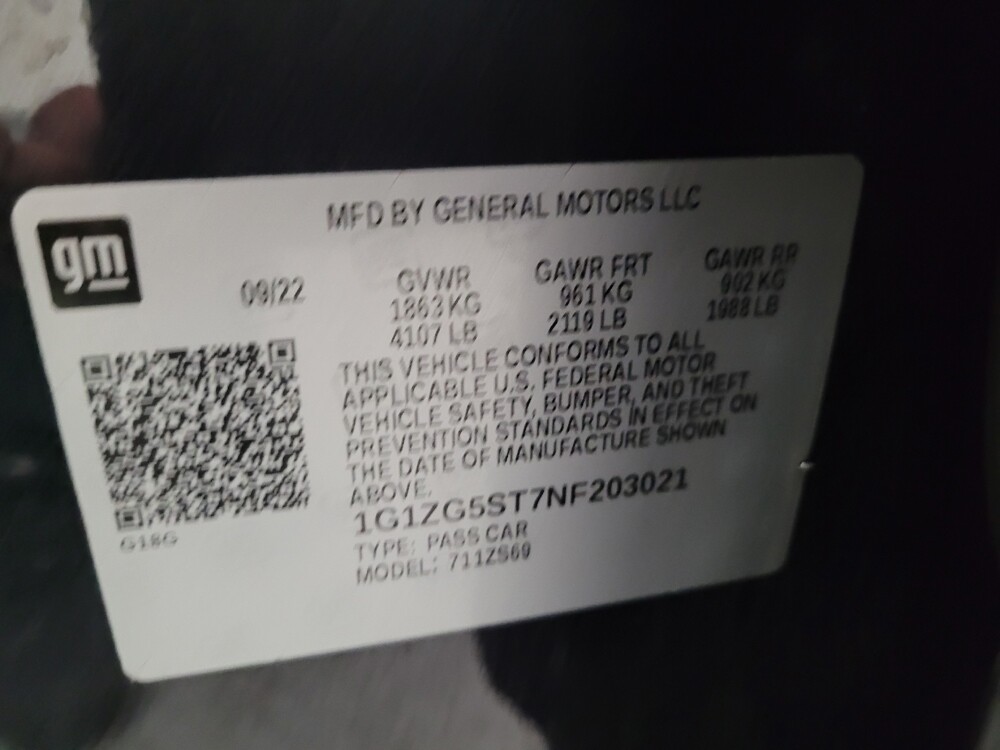 MFD BY GENERAL MOTORS LLC
gm
09/22
GVWR
1863 KG
4107 LB
GAWR FRT
961 KG
2119 LB
GAWR RR
902 KG
1988 LB
THIS VEHICLE CONFORMS TO ALL
APPLICABLE U.S. FEDERAL MOTOR
VEHICLE SAFETY, BUMPER, AND THEFT
PREVENTION STANDARDS IN EFFECT ON
THE DATE OF MANUFACTURE SHOWN
ABOVE.
1G1ZG5ST7NF203021
TYPE: PASS CAR
MODEL: 711ZS69
G18G